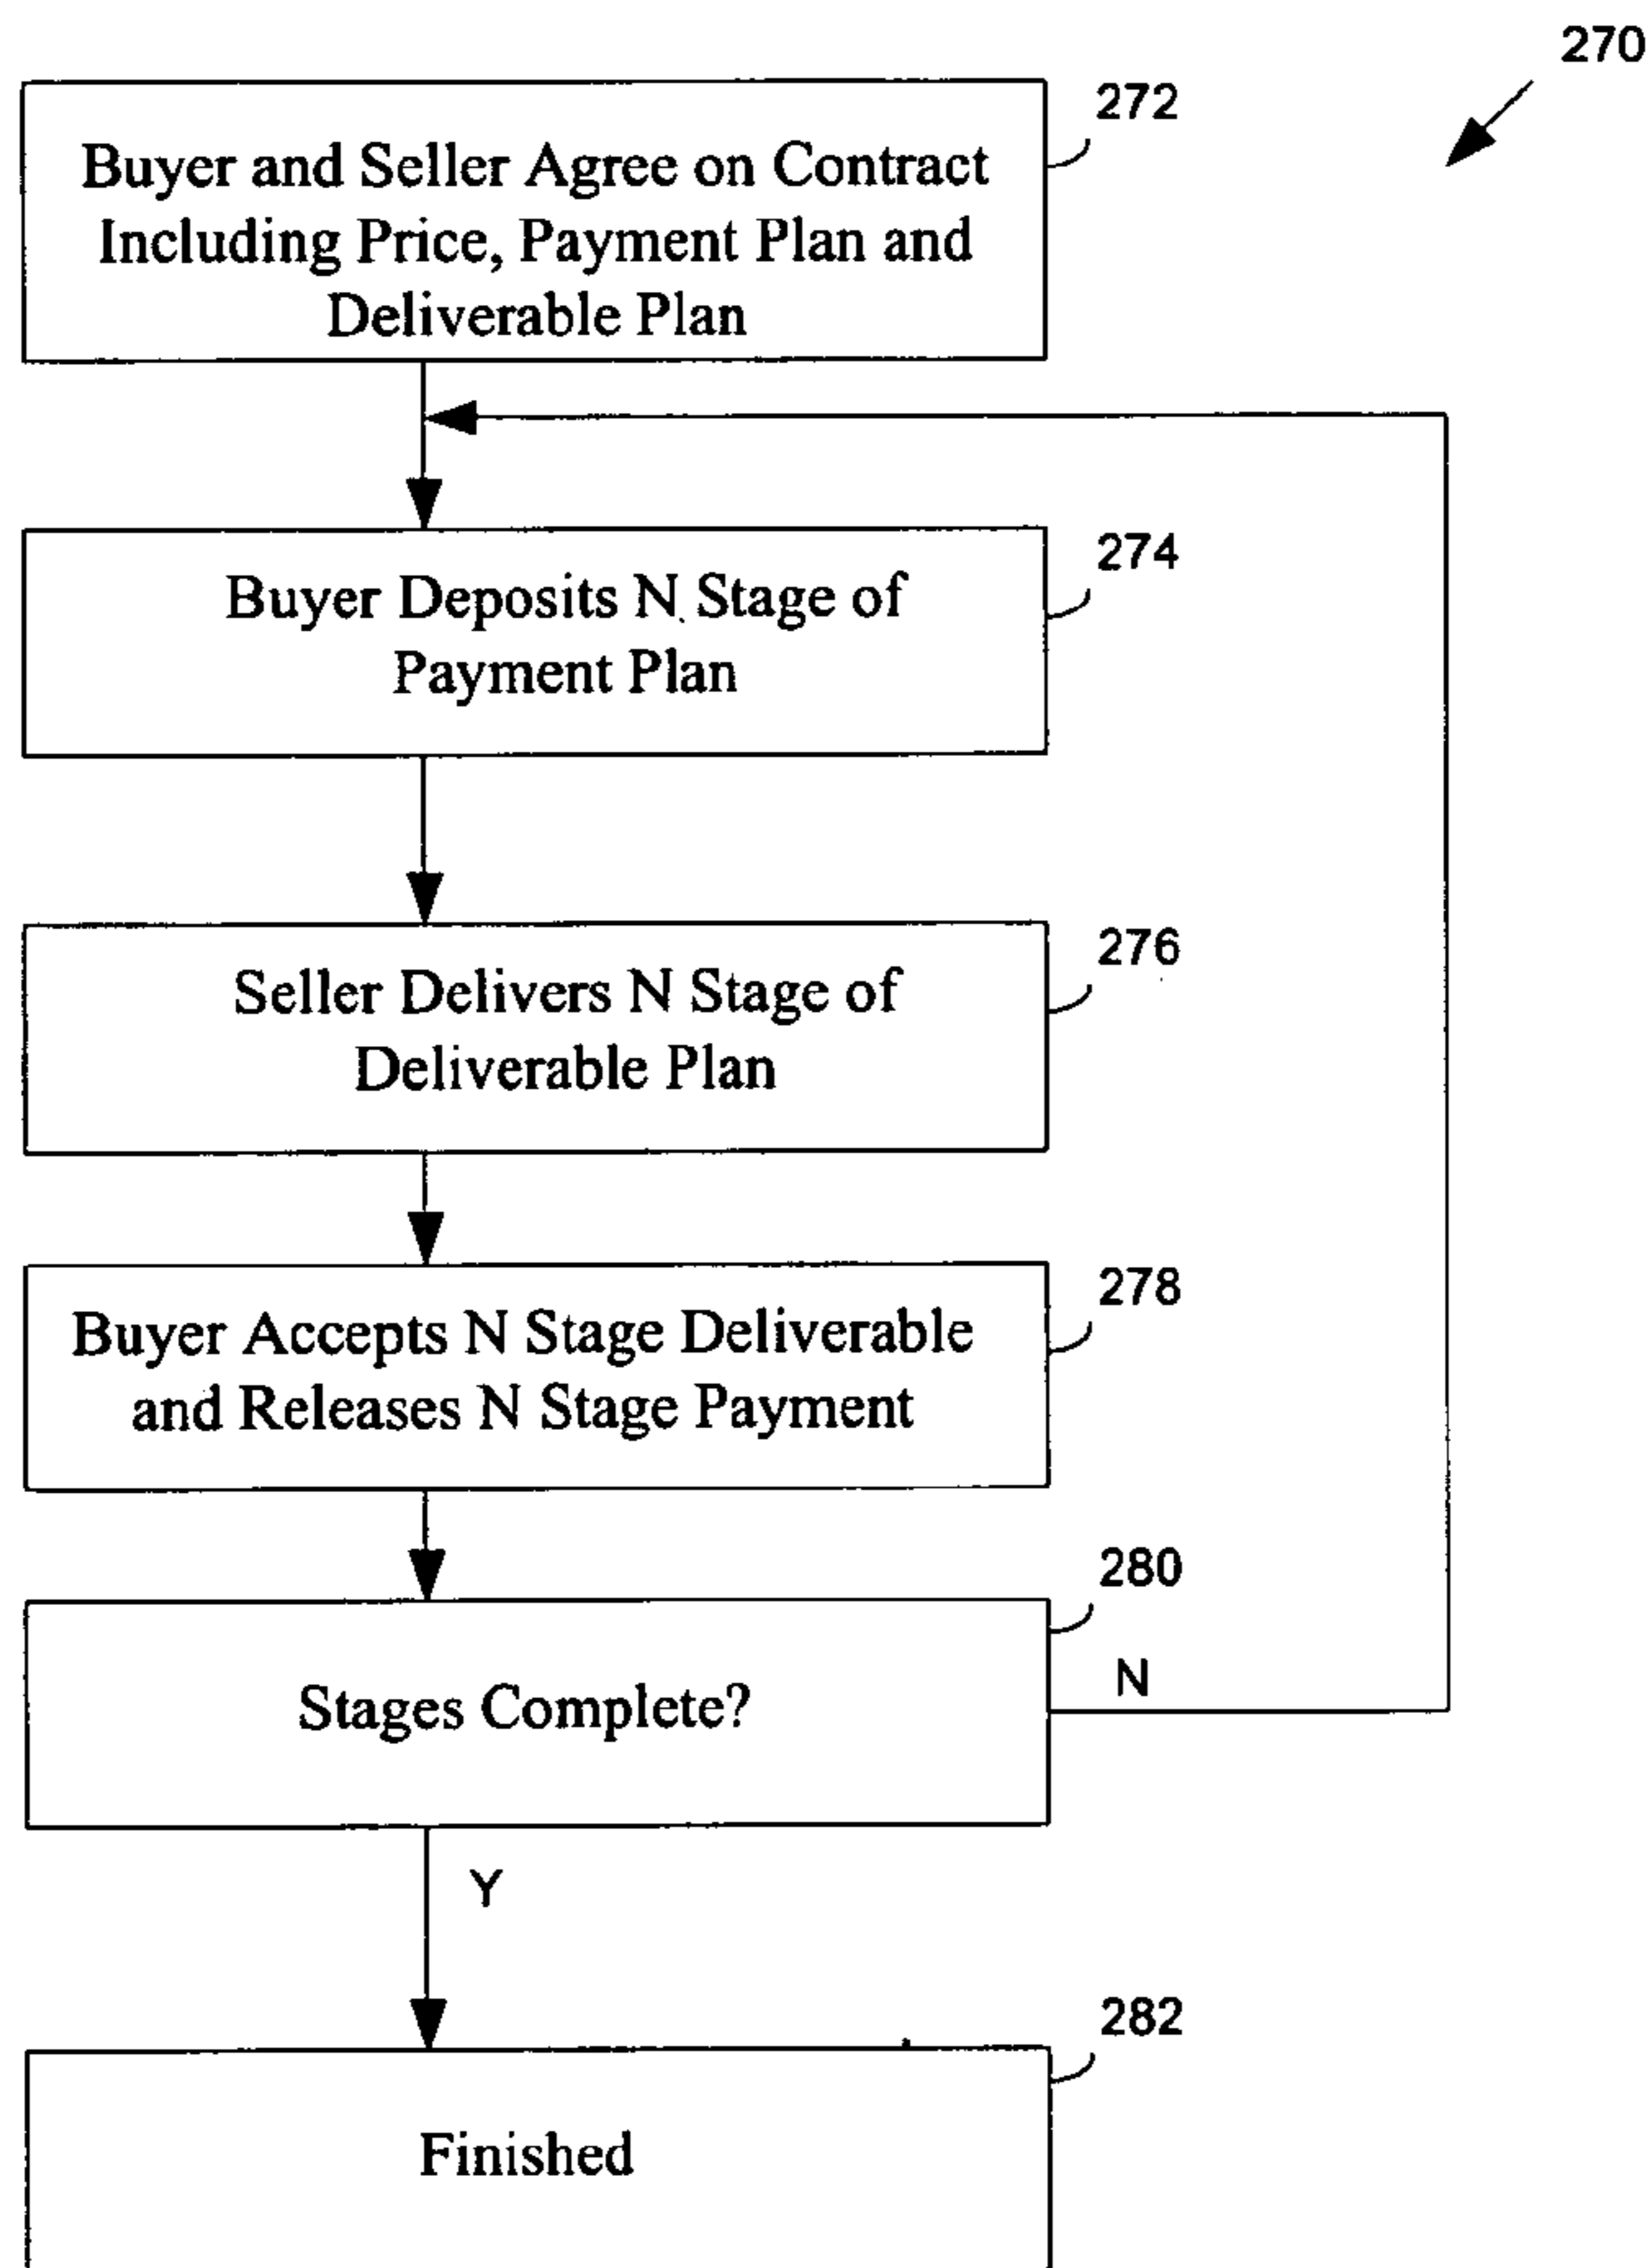 270
272
Buyer and Seller Agree on Contract
Including Price, Payment Plan and
Deliverable Plan
274
Buyer Deposits N Stage of
Payment Plan
276
Seller Delivers N Stage of
Deliverable Plan
278
Buyer Accepts N Stage Deliverable
and Releases N Stage Payment
280
Stages Complete?
N
Y
282
Finished